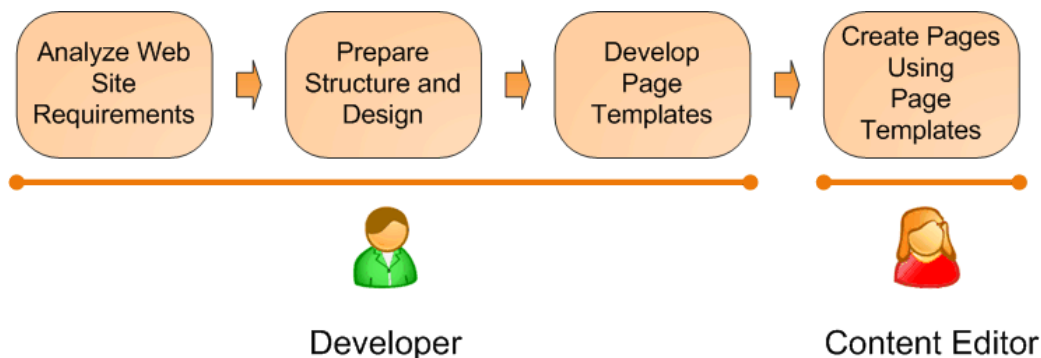 Analyze Web
Site
Requirements
Prepare
Structure and
Design
Develop
Page
Templates
Create Pages
Using
Page
Templates
Developer
Content Editor